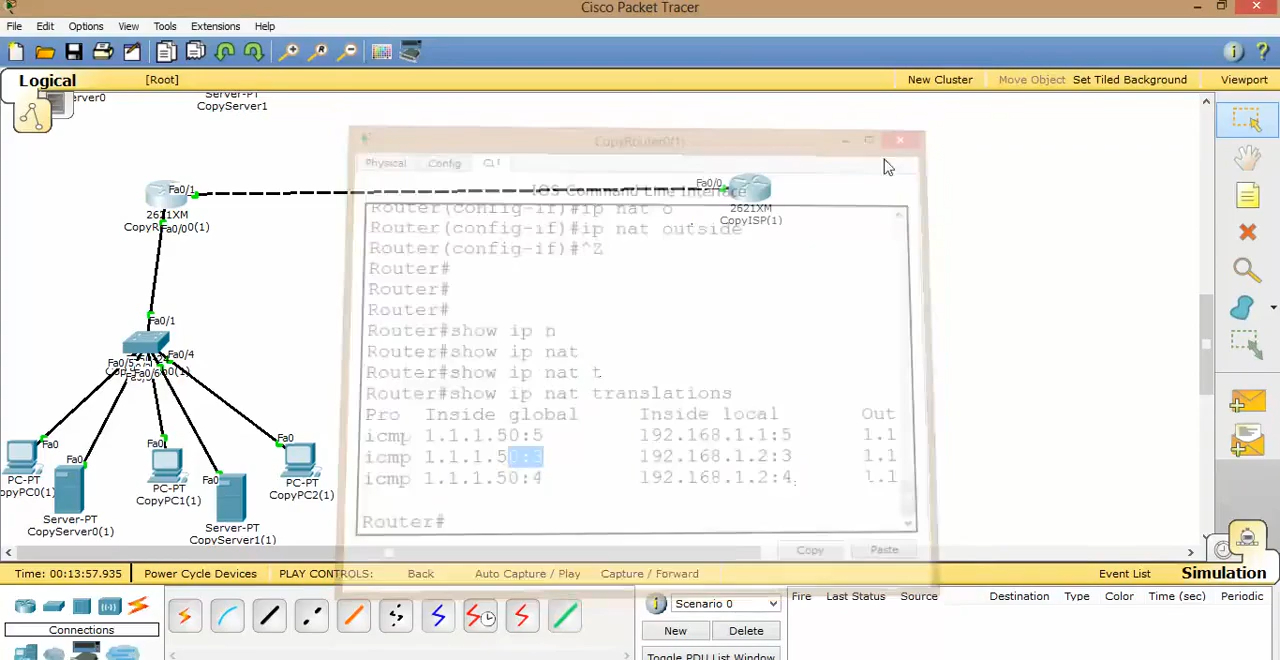 Cisco Packet Tracer
File Edit Options View Tools Extensions Help
Logical [Root] New Cluster Move Object Set Tiled Background Viewport
Server-PT
CopyServer1
CopyRouter0(1)
Physical Config CLI
IOS Command Line Interface
Router(config-if)#ip nat o
Router(config-if)#ip nat outside
Router(config-if)#^Z
Router#
Router#
Router#
Router#show ip n
Router#show ip nat
Router#show ip nat t
Router#show ip nat translations
Pro Inside global Inside local Out
icmp 1.1.1.50:5 192.168.1.1:5 1.1
icmp 1.1.1.50:3 192.168.1.2:3 1.1
icmp 1.1.1.50:4 192.168.1.2:4 1.1
Router#
Copy Paste
Fa0/1
2621XM
Fa0/0
Fa0/0
2621XM
CopyISP(1)
Fa0/1
Fa0/4
Fa0
Fa0
Fa0
Fa0
Fa0
PC-PT
Server-PT
CopyServer0(1)
PC-PT
CopyPC1(1)
Server-PT
CopyServer1(1)
PC-PT
CopyPC2(1)
Time: 00:13:57.935 Power Cycle Devices PLAY CONTROLS: Back Auto Capture / Play Capture / Forward Event List Simulation
Connections
Scenario 0
New Delete
Toggle PDU List Window
Fire Last Status Source Destination Type Color Time (sec) Periodic